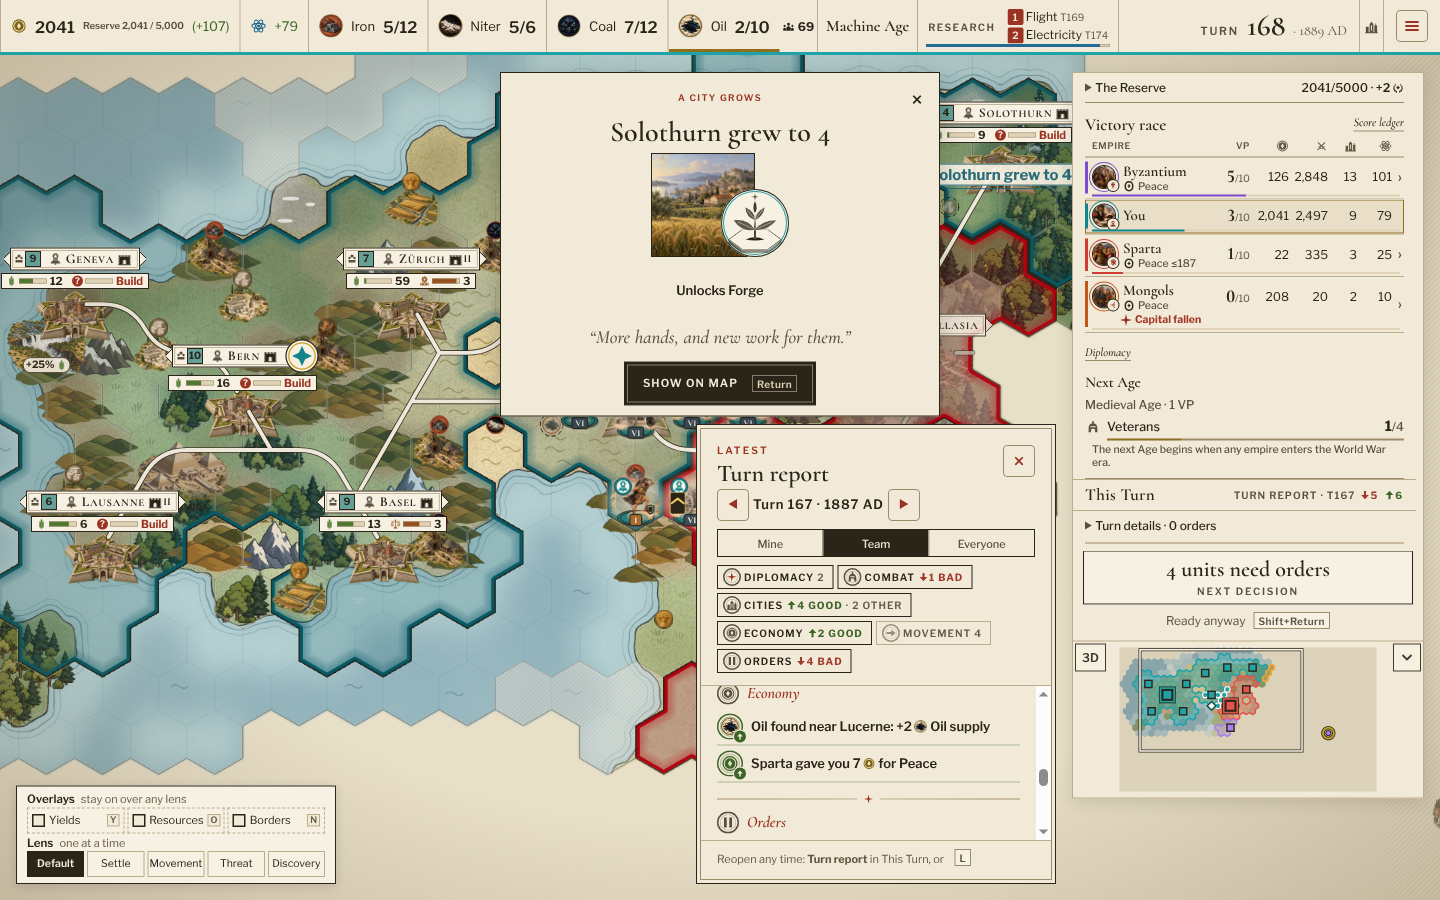 2041 Reserve 2,041 / 5,000 (+107) +79 Iron 5/12 Niter 5/6 Coal 7/12 Oil 2/10 69 Machine Age
RESEARCH 1 Flight T169
2 Electricity T174
TURN 168 · 1889 AD
A CITY GROWS
Solothurn grew to 4
Unlocks Forge
“More hands, and new work for them.”
SHOW ON MAP Return
4 SOLOTHURN
9 ? Build
olothurn grew to 4
LLASIA
9 GENEVA
12 ? Build
7 ZÜRICH II
59 3
+25%
10 BERN
16 ? Build
6 LAUSANNE II
6 ? Build
9 BASEL
13 3
VI VI VI
I VI
LATEST
Turn report
Turn 167 · 1887 AD
Mine Team Everyone
DIPLOMACY 2 COMBAT 1 BAD
CITIES 4 GOOD · 2 OTHER
ECONOMY 2 GOOD MOVEMENT 4
ORDERS 4 BAD
Economy
Oil found near Lucerne: +2 Oil supply
Sparta gave you 7 for Peace
Orders
Reopen any time: Turn report in This Turn, or L
The Reserve 2041/5000 · +2
Victory race Score ledger
EMPIRE VP
Byzantium 5/10 126 2,848 13 101
Peace
You 3/10 2,041 2,497 9 79
Sparta 1/10 22 335 3 25
Peace ≤187
Mongols 0/10 208 20 2 10
Peace
Capital fallen
Diplomacy
Next Age
Medieval Age · 1 VP
Veterans 1/4
The next Age begins when any empire enters the World War
era.
This Turn TURN REPORT · T167 5 6
Turn details · 0 orders
4 units need orders
NEXT DECISION
Ready anyway Shift+Return
3D
Overlays stay on over any lens
Yields Y Resources O Borders N
Lens one at a time
Default Settle Movement Threat Discovery